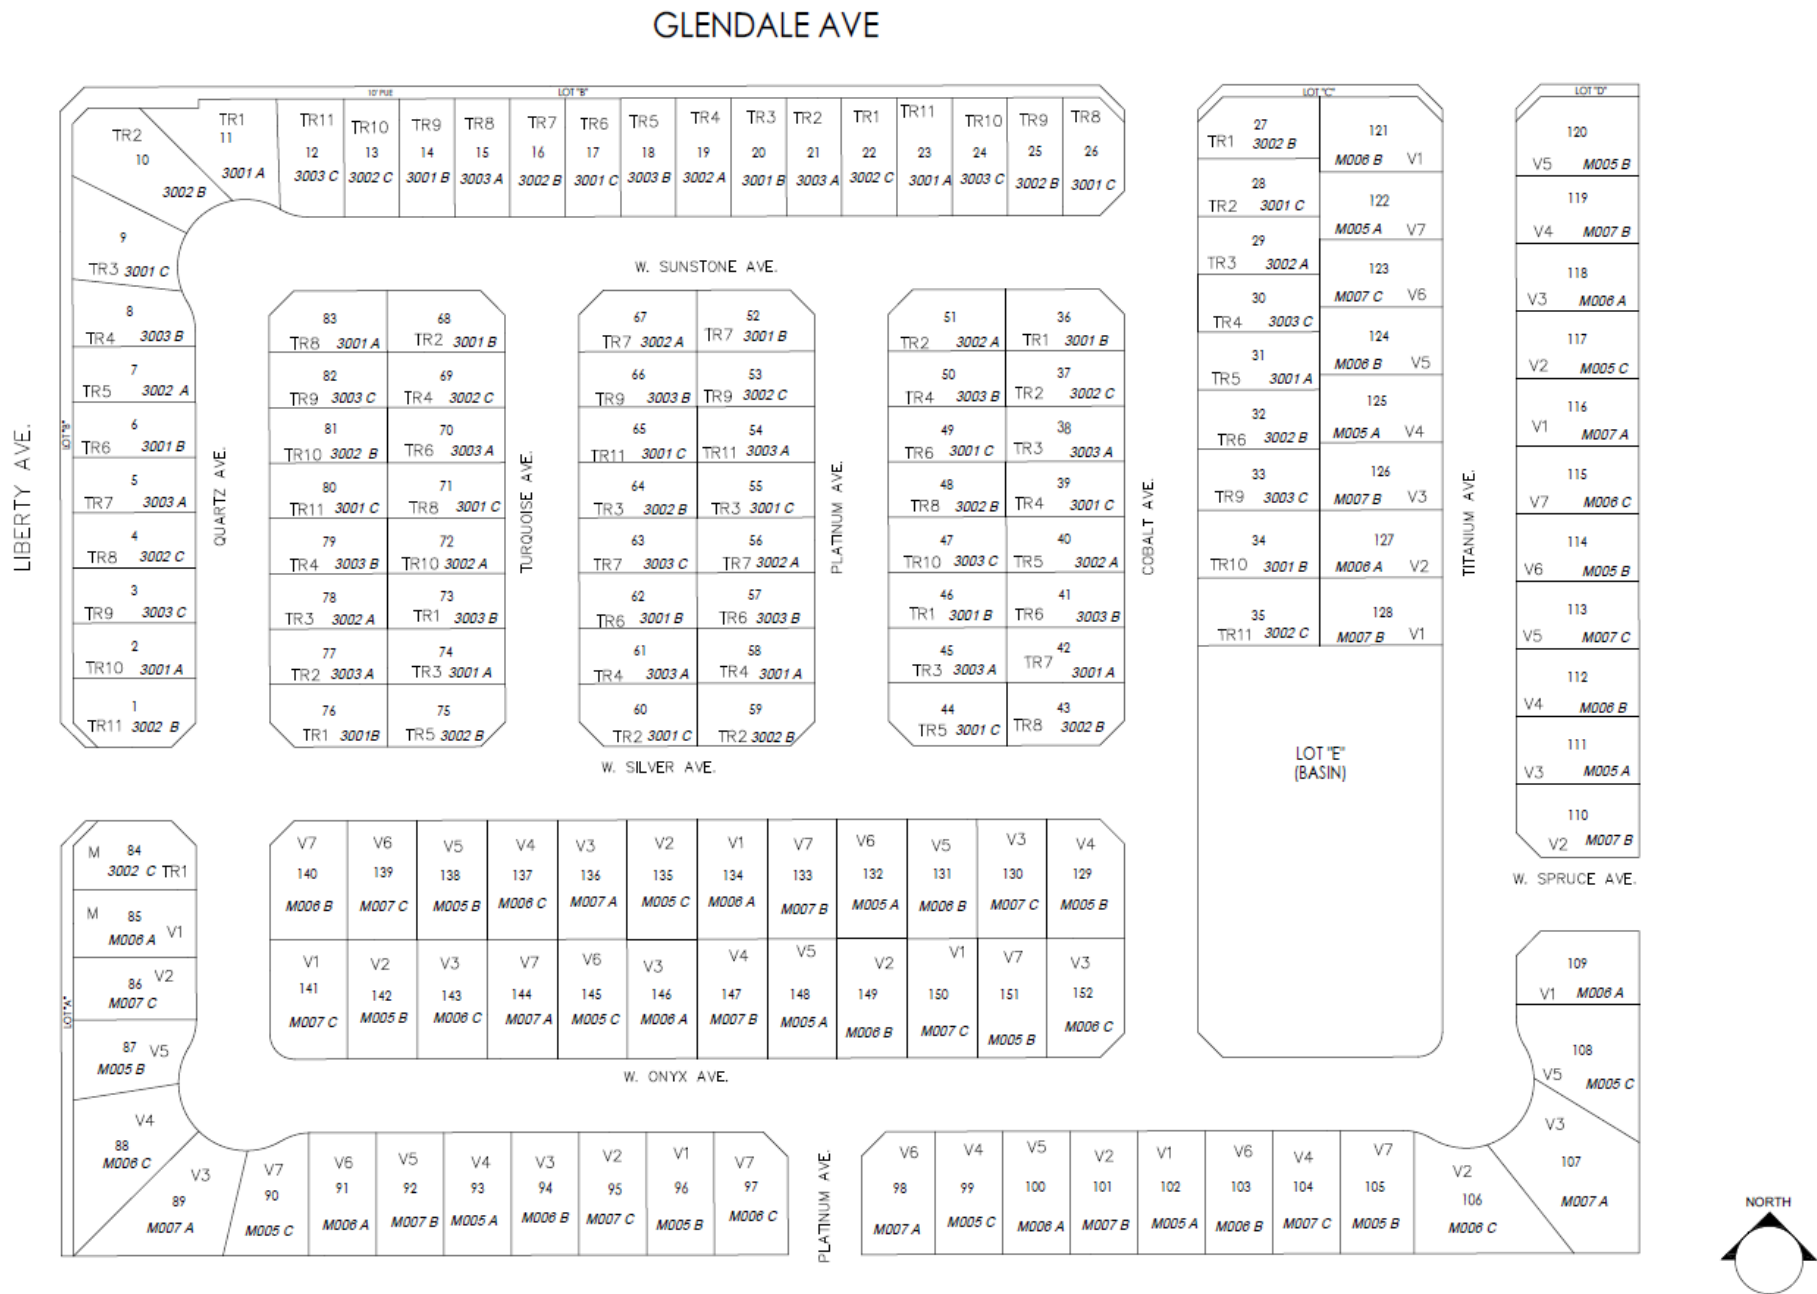 GLENDALE AVE
10' PUE
LOT "B"
LOT "C"
LOT "D"
TR2
10
3002 B
TR1
11
3001 A
TR11
12
3003 C
TR10
13
3002 C
TR9
14
3001 B
TR8
15
3003 A
TR7
16
3002 B
TR6
17
3001 C
TR5
18
3003 B
TR4
19
3002 A
TR3
20
3001 B
TR2
21
3003 A
TR1
22
3002 C
TR11
23
3001 A
TR10
24
3003 C
TR9
25
3002 B
TR8
26
3001 C
9
TR3 3001 C
8
TR4 3003 B
7
TR5 3002 A
6
TR6 3001 B
5
TR7 3003 A
4
TR8 3002 C
3
TR9 3003 C
2
TR10 3001 A
1
TR11 3002 B
LIBERTY AVE.
LOT "B"
QUARTZ AVE.
W. SUNSTONE AVE.
83
TR8 3001 A
82
TR9 3003 C
81
TR10 3002 B
80
TR11 3001 C
79
TR4 3003 B
78
TR3 3002 A
77
TR2 3003 A
76
TR1 3001B
68
TR2 3001 B
69
TR4 3002 C
70
TR6 3003 A
71
TR8 3001 C
72
TR10 3002 A
73
TR1 3003 B
74
TR3 3001 A
75
TR5 3002 B
TURQUOISE AVE.
67
TR7 3002 A
66
TR9 3003 B
65
TR11 3001 C
64
TR3 3002 B
63
TR7 3003 C
62
TR6 3001 B
61
TR4 3003 A
60
TR2 3001 C
52
TR7 3001 B
53
TR9 3002 C
54
TR11 3003 A
55
TR3 3001 C
56
TR7 3002 A
57
TR6 3003 B
58
TR4 3001 A
59
TR2 3002 B
PLATINUM AVE.
51
TR2 3002 A
50
TR4 3003 B
49
TR6 3001 C
48
TR8 3002 B
47
TR10 3003 C
46
TR1 3001 B
45
TR3 3003 A
44
TR5 3001 C
36
TR1 3001 B
37
TR2 3002 C
38
TR3 3003 A
39
TR4 3001 C
40
TR5 3002 A
41
TR6 3003 B
42
TR7 3001 A
43
TR8 3002 B
COBALT AVE.
27
TR1 3002 B
28
TR2 3001 C
29
TR3 3002 A
30
TR4 3003 C
31
TR5 3001 A
32
TR6 3002 B
33
TR9 3003 C
34
TR10 3001 B
35
TR11 3002 C
121
M006 B V1
122
M005 A V7
123
M007 C V6
124
M006 B V5
125
M005 A V4
126
M007 B V3
127
M006 A V2
128
M007 B V1
LOT "E"
(BASIN)
TITANIUM AVE.
120
V5 M005 B
119
V4 M007 B
118
V3 M006 A
117
V2 M005 C
116
V1 M007 A
115
V7 M006 C
114
V6 M005 B
113
V5 M007 C
112
V4 M006 B
111
V3 M005 A
110
V2 M007 B
W. SPRUCE AVE.
W. SILVER AVE.
M 84
3002 C TR1
M 85
M006 A V1
86 V2
M007 C
87 V5
M005 B
V4
88
M006 C
LOT "A"
V7
140
M006 B
V6
139
M007 C
V5
138
M005 B
V4
137
M006 C
V3
136
M007 A
V2
135
M005 C
V1
134
M006 A
V7
133
M007 B
V6
132
M005 A
V5
131
M006 B
V3
130
M007 C
V4
129
M005 B
V1
141
M007 C
V2
142
M005 B
V3
143
M006 C
V7
144
M007 A
V6
145
M005 C
V3
146
M006 A
V4
147
M007 B
V5
148
M005 A
V2
149
M006 B
V1
150
M007 C
V7
151
M005 B
V3
152
M006 C
W. ONYX AVE.
V3
89
M007 A
V7
90
M005 C
V6
91
M006 A
V5
92
M007 B
V4
93
M005 A
V3
94
M006 B
V2
95
M007 C
V1
96
M005 B
V7
97
M006 C
PLATINUM AVE.
V6
98
M007 A
V4
99
M005 C
V5
100
M006 A
V2
101
M007 B
V1
102
M005 A
V6
103
M006 B
V4
104
M007 C
V7
105
M005 B
V2
106
M006 C
V3
107
M007 A
108
V5 M005 C
109
V1 M006 A
NORTH